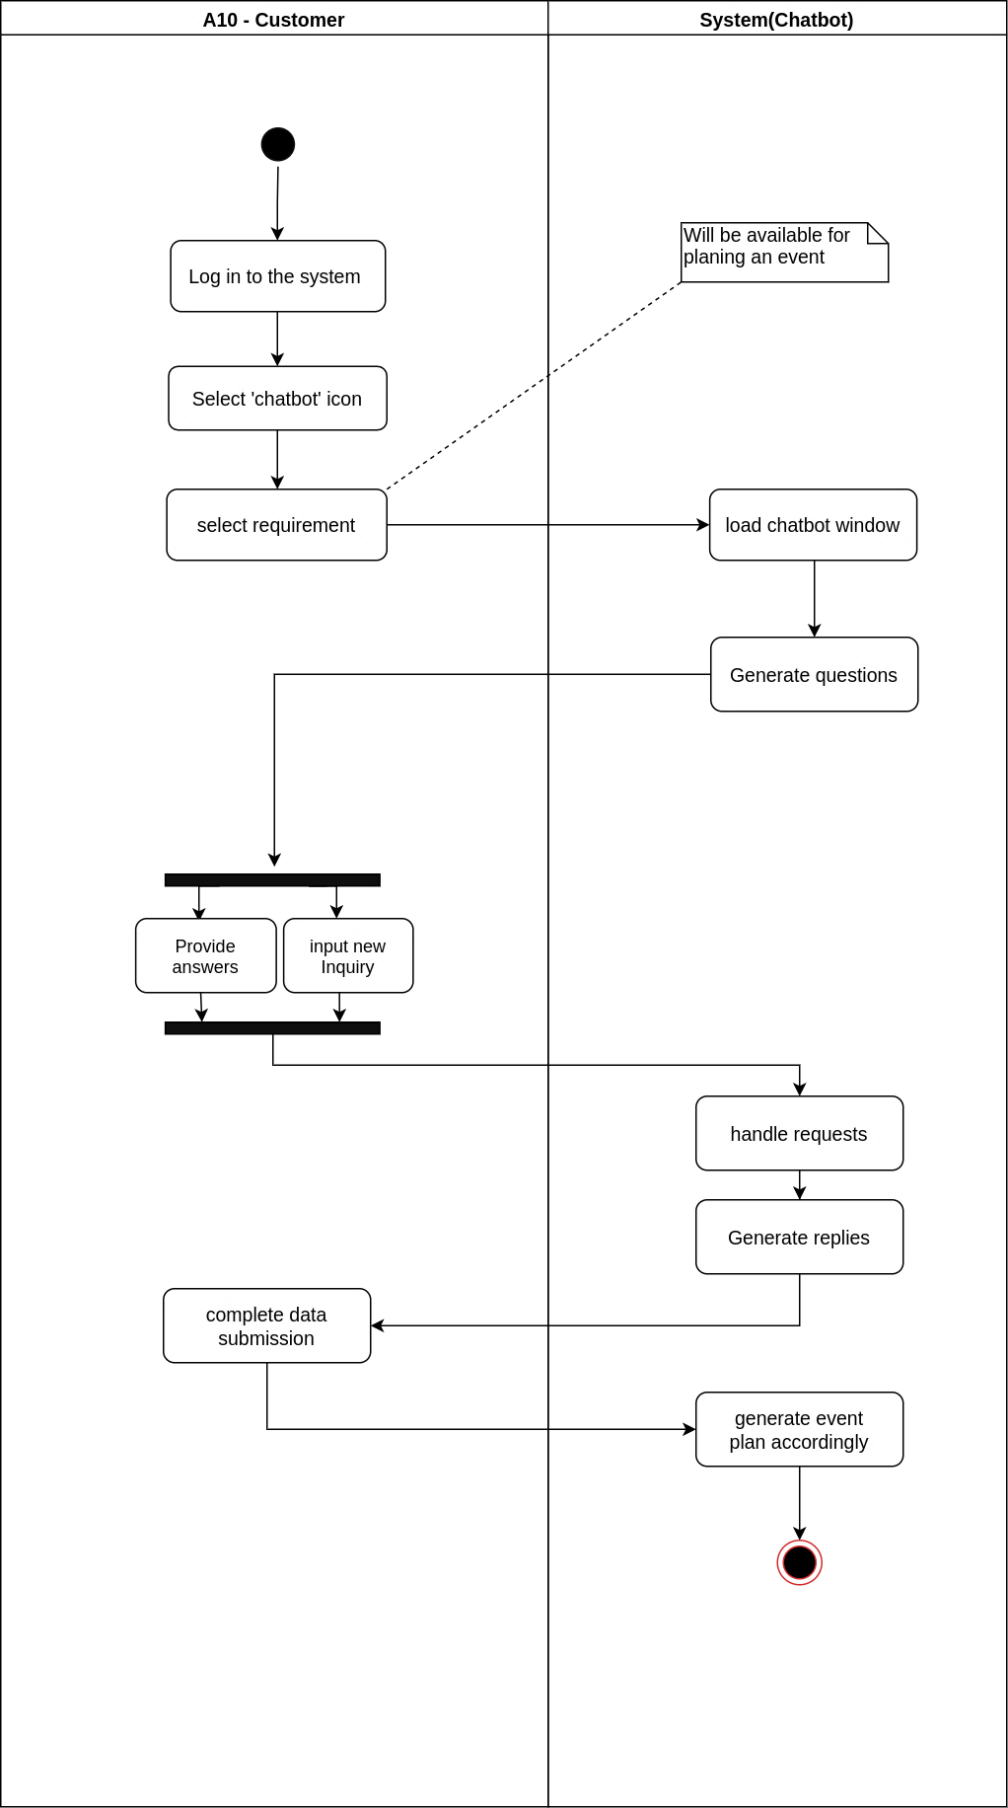 A10 - Customer
System(Chatbot)
Will be available for
planing an event
Log in to the system
Select 'chatbot' icon
select requirement
load chatbot window
Generate questions
Provide
answers
input new
Inquiry
handle requests
Generate replies
complete data
submission
generate event
plan accordingly